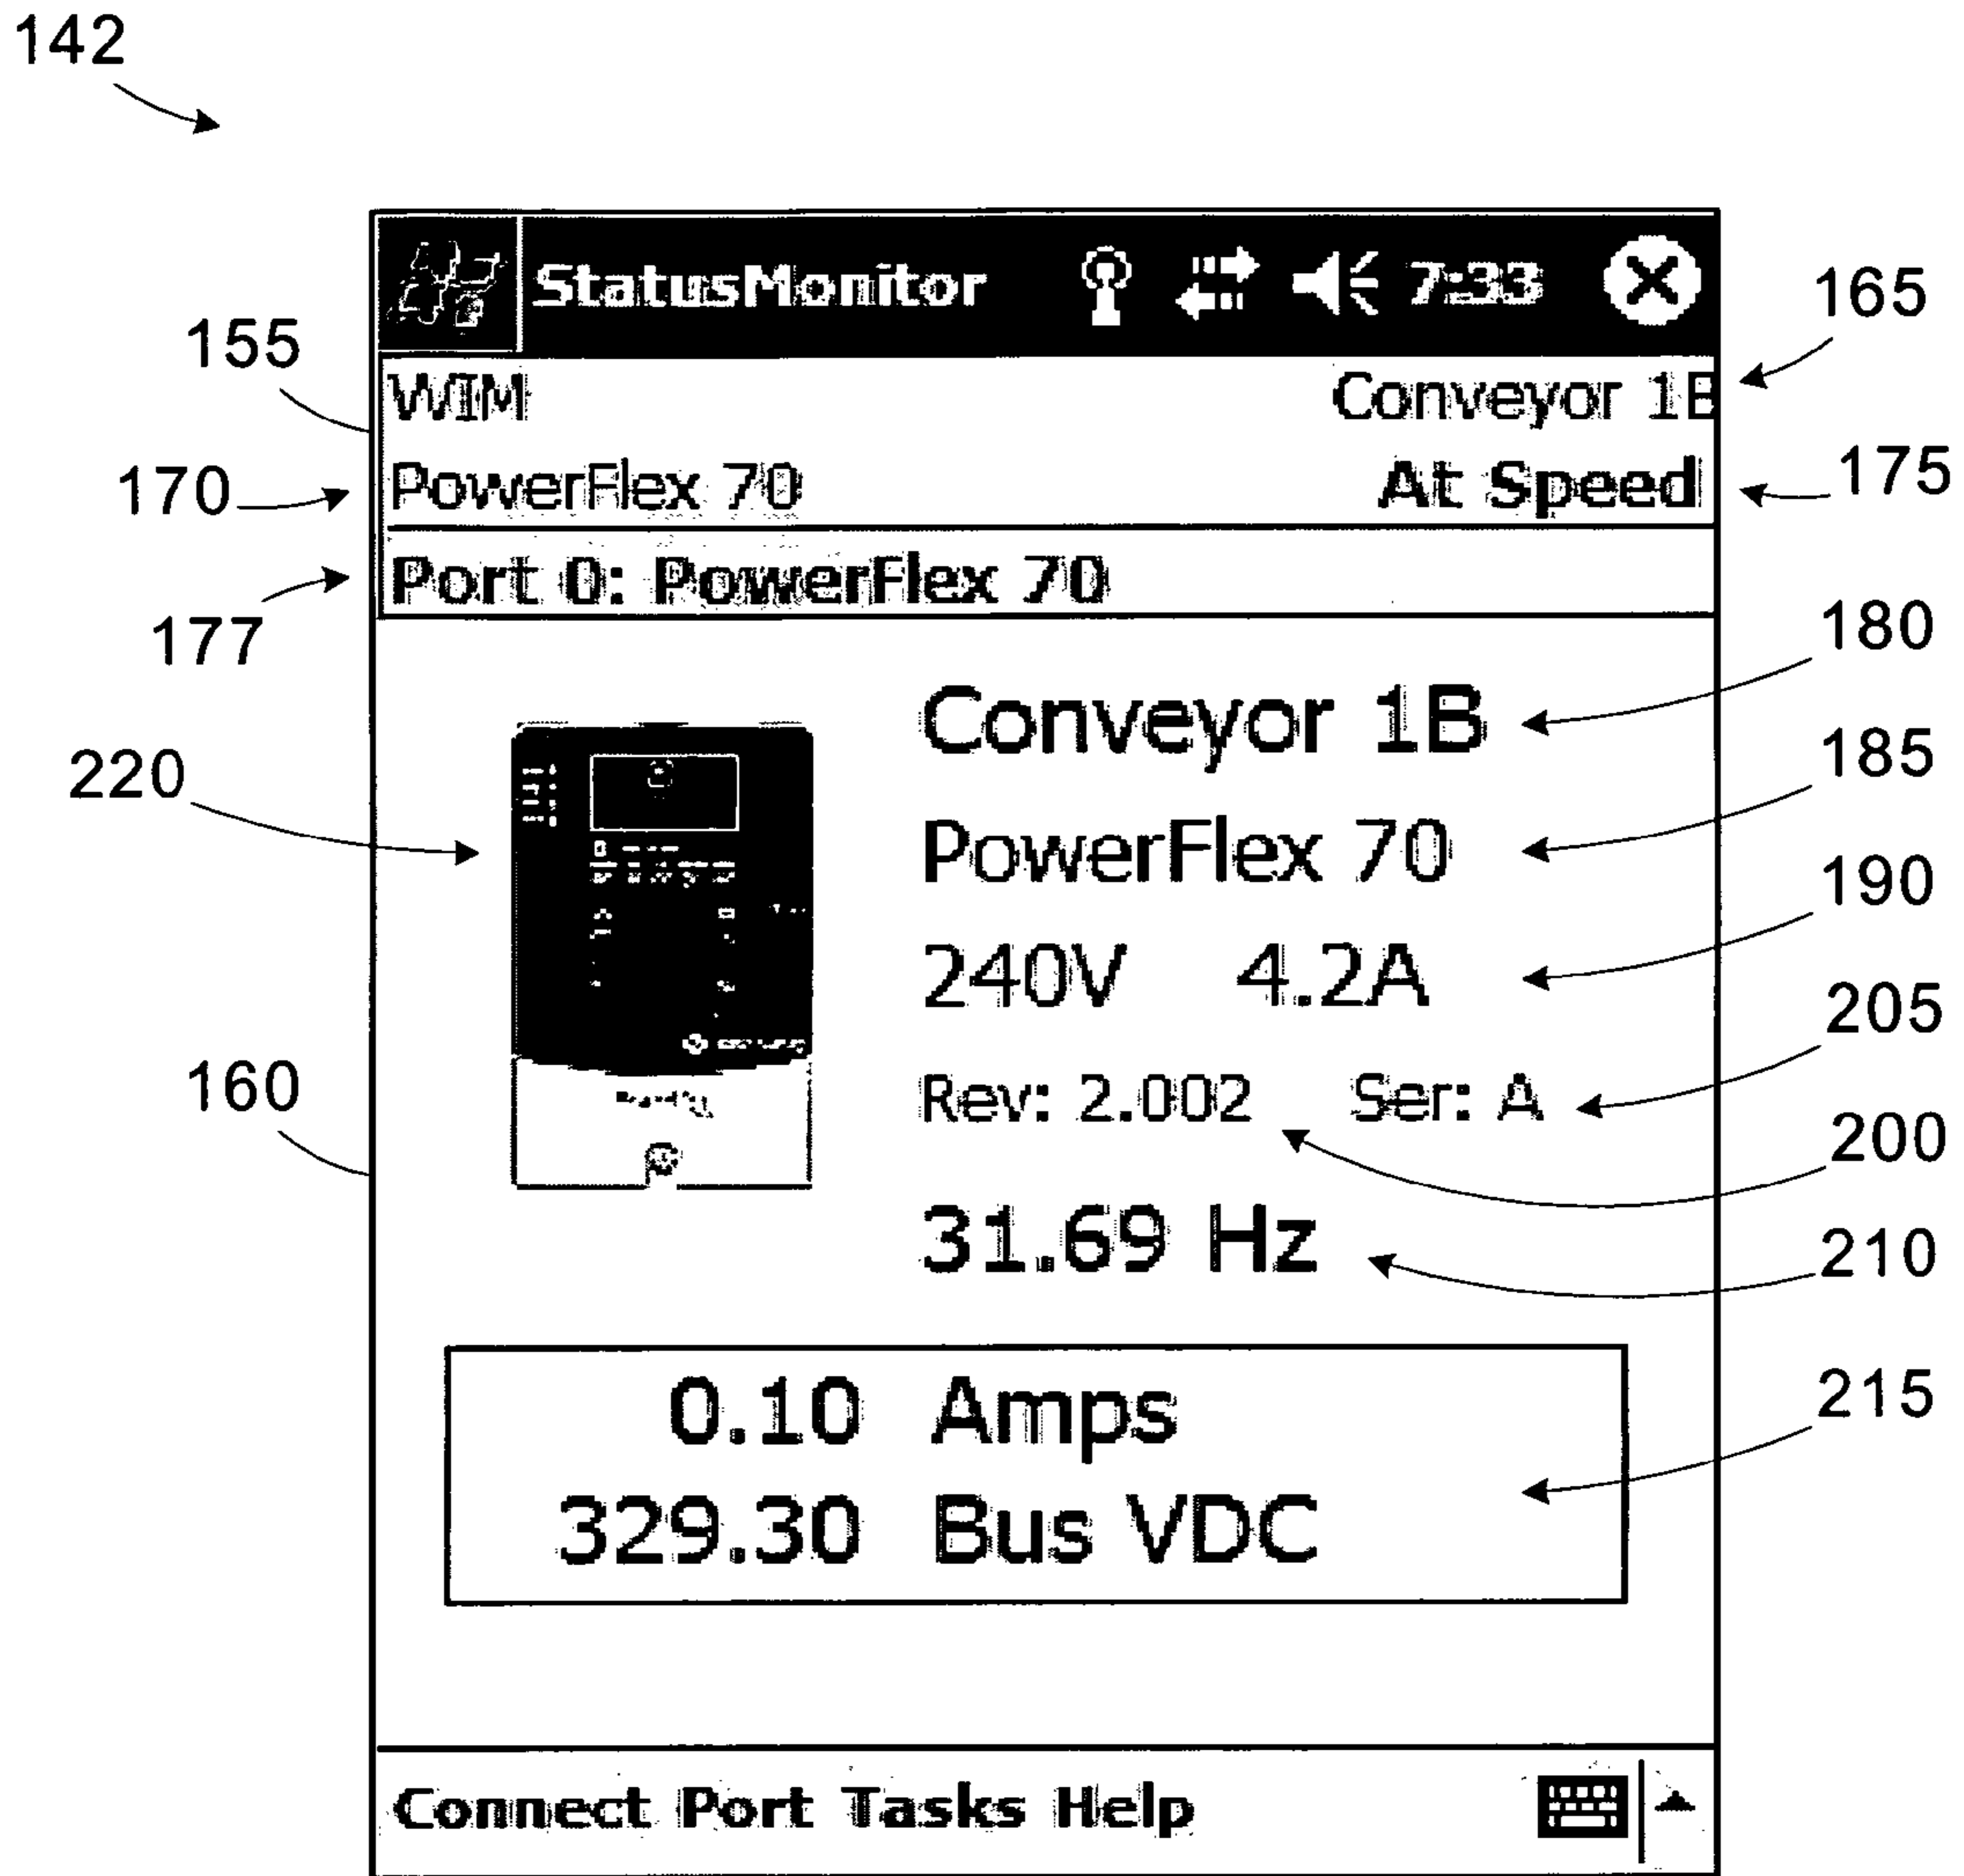 142
StatusMonitor 7:33
165
155
WIM Conveyor 1B
170 PowerFlex 70 At Speed 175
177 Port 0: PowerFlex 70
180
Conveyor 1B
185
220
PowerFlex 70
190
240V 4.2A
205
160
Rev: 2.002 Ser: A
200
31.69 Hz
210
0.10 Amps
215
329.30 Bus VDC
Connect Port Tasks Help